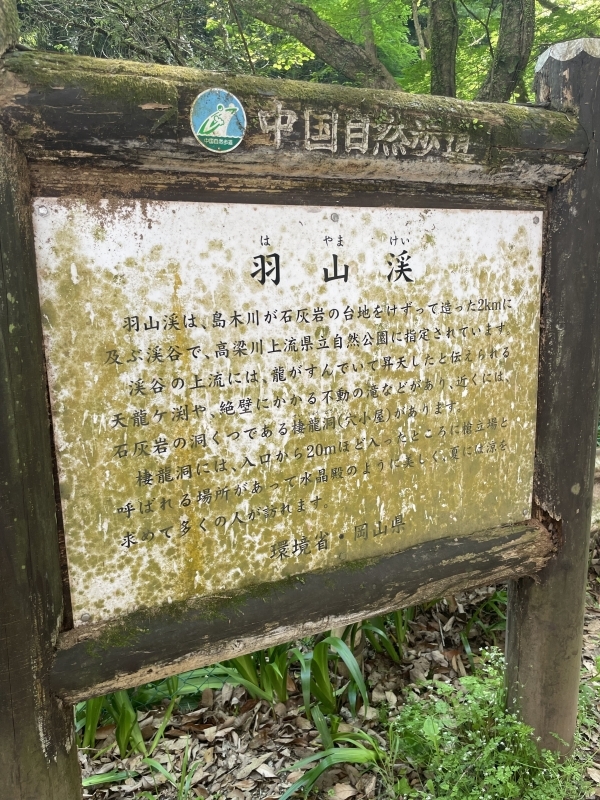 中国自然歩道
中国自然歩道
は やま けい
羽山渓
羽山渓は、島木川が石灰岩の台地をけずって造った2kmに
及ぶ渓谷で、高梁川上流県立自然公園に指定されています。
渓谷の上流には、龍がすんでいて昇天したと伝えられる
天龍ケ渕や、絶壁にかかる不動の滝などがあり、近くには、
石灰岩の洞くつである棲龍洞(穴小屋)があります。
棲龍洞には、入口から20mほど入ったところに槍立場と
呼ばれる場所があって水晶殿のように美しく、夏には涼を
求めて多くの人が訪れます。
環境省・岡山県